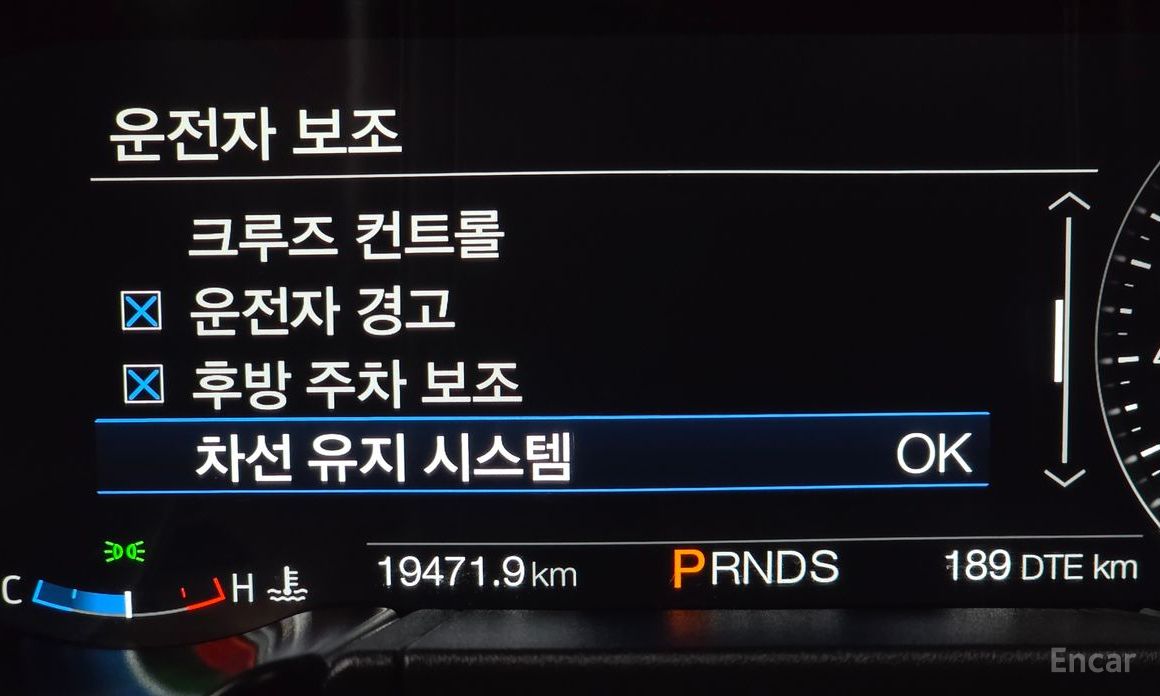 운전자 보조
크루즈 컨트롤
운전자 경고
후방 주차 보조
차선 유지 시스템 OK
C H 19471.9 km PRNDS 189 DTE km
Encar